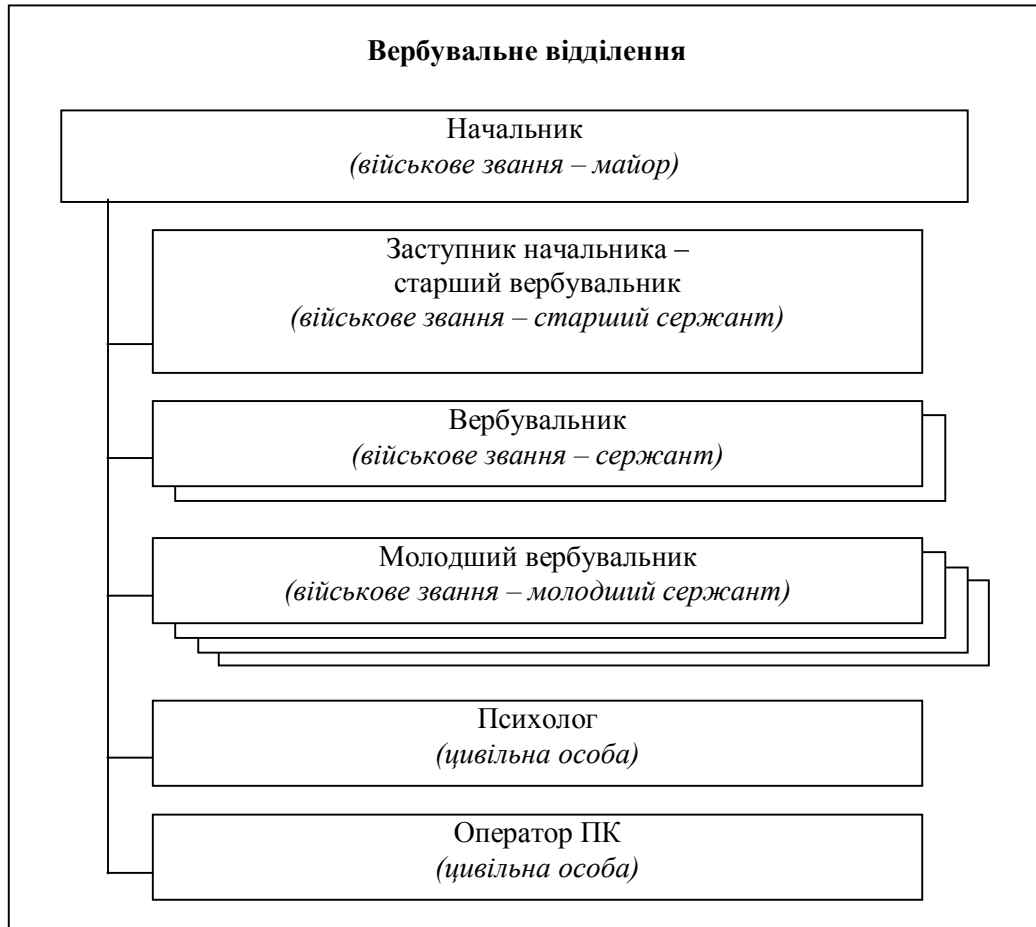 Вербувальне відділення
Начальник
(військове звання – майор)
Заступник начальника –
старший вербувальник
(військове звання – старший сержант)
Вербувальник
(військове звання – сержант)
Молодший вербувальник
(військове звання – молодший сержант)
Психолог
(цивільна особа)
Оператор ПК
(цивільна особа)